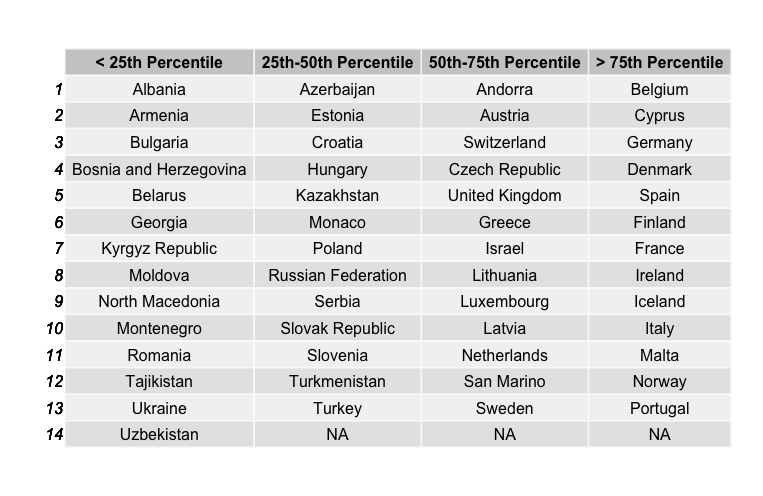 < 25th Percentile 25th-50th Percentile 50th-75th Percentile > 75th Percentile
1 Albania Azerbaijan Andorra Belgium
2 Armenia Estonia Austria Cyprus
3 Bulgaria Croatia Switzerland Germany
4 Bosnia and Herzegovina Hungary Czech Republic Denmark
5 Belarus Kazakhstan United Kingdom Spain
6 Georgia Monaco Greece Finland
7 Kyrgyz Republic Poland Israel France
8 Moldova Russian Federation Lithuania Ireland
9 North Macedonia Serbia Luxembourg Iceland
10 Montenegro Slovak Republic Latvia Italy
11 Romania Slovenia Netherlands Malta
12 Tajikistan Turkmenistan San Marino Norway
13 Ukraine Turkey Sweden Portugal
14 Uzbekistan NA NA NA